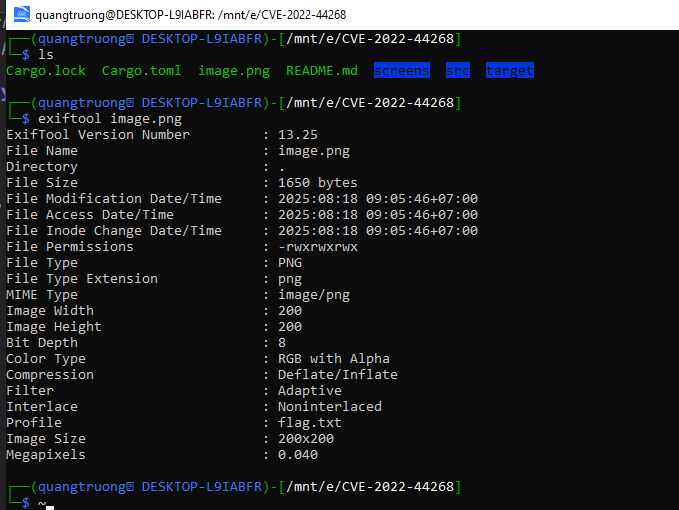 quangtruong@DESKTOP-L9IABFR: /mnt/e/CVE-2022-44268
┌──(quangtruong㉿ DESKTOP-L9IABFR)-[/mnt/e/CVE-2022-44268]
└─$ ls
Cargo.lock  Cargo.toml  image.png  README.md  screens  src  target
┌──(quangtruong㉿ DESKTOP-L9IABFR)-[/mnt/e/CVE-2022-44268]
└─$ exiftool image.png
ExifTool Version Number         : 13.25
File Name                       : image.png
Directory                       : .
File Size                       : 1650 bytes
File Modification Date/Time     : 2025:08:18 09:05:46+07:00
File Access Date/Time           : 2025:08:18 09:05:46+07:00
File Inode Change Date/Time     : 2025:08:18 09:05:46+07:00
File Permissions                : -rwxrwxrwx
File Type                       : PNG
File Type Extension             : png
MIME Type                       : image/png
Image Width                     : 200
Image Height                    : 200
Bit Depth                       : 8
Color Type                      : RGB with Alpha
Compression                     : Deflate/Inflate
Filter                          : Adaptive
Interlace                       : Noninterlaced
Profile                         : flag.txt
Image Size                      : 200x200
Megapixels                      : 0.040
┌──(quangtruong㉿ DESKTOP-L9IABFR)-[/mnt/e/CVE-2022-44268]
└─$ ~